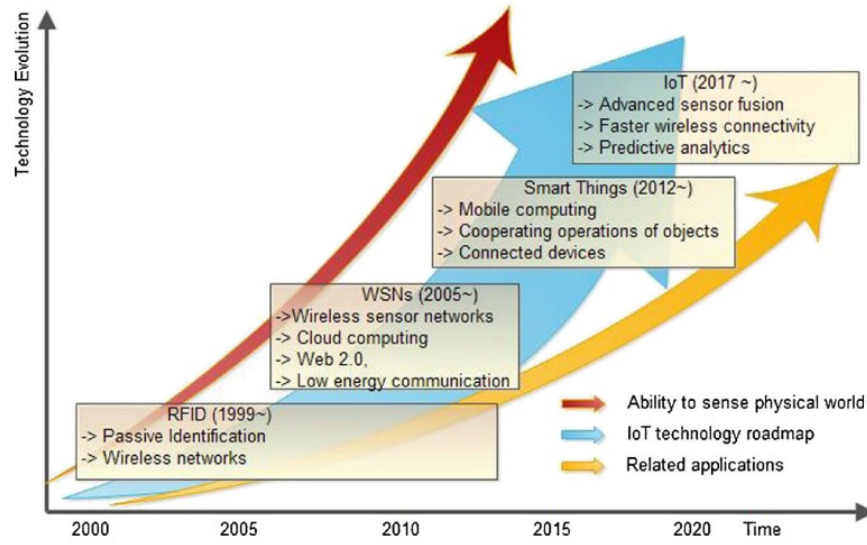 Technology Evolution
IoT (2017 ~)
-> Advanced sensor fusion
-> Faster wireless connectivity
-> Predictive analytics
Smart Things (2012~)
-> Mobile computing
-> Cooperating operations of objects
-> Connected devices
WSNs (2005~)
->Wireless sensor networks
-> Cloud computing
-> Web 2.0,
-> Low energy communication
RFID (1999~)
-> Passive Identification
-> Wireless networks
Ability to sense physical world
IoT technology roadmap
Related applications
2000 2005 2010 2015 2020 Time